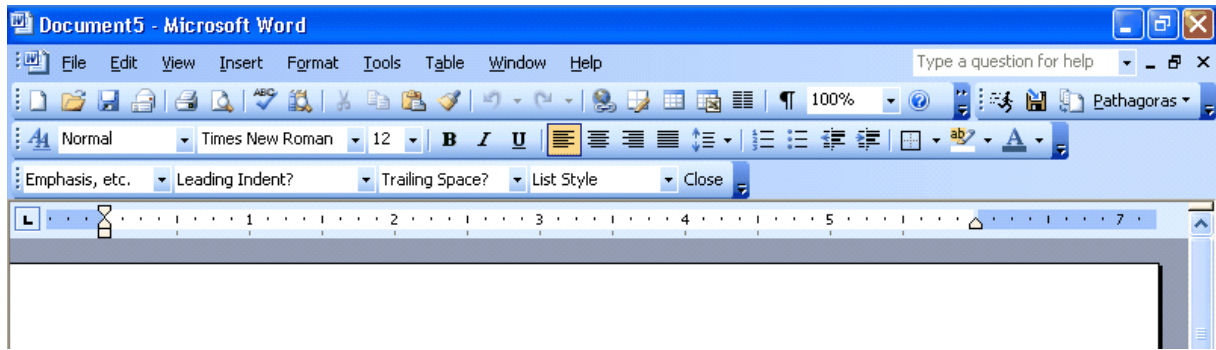 Document5 - Microsoft Word
File Edit View Insert Format Tools Table Window Help Type a question for help
ABC ¶ 100% Pathagoras
Normal Times New Roman 12 B I U ab A
Emphasis, etc. Leading Indent? Trailing Space? List Style Close
L 1 2 3 4 5 7